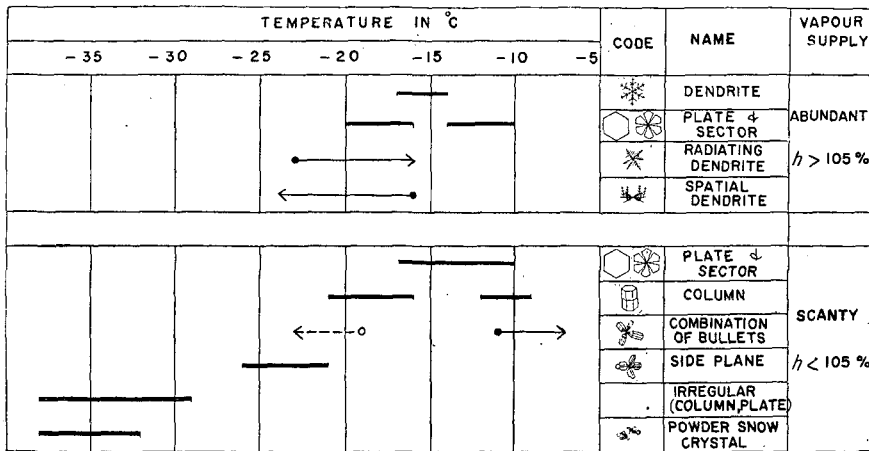 TEMPERATURE IN °C
CODE
NAME
VAPOUR
SUPPLY
-35 -30 -25 -20 -15 -10 -5
DENDRITE
PLATE &
SECTOR
RADIATING
DENDRITE
SPATIAL
DENDRITE
ABUNDANT
h > 105 %
PLATE &
SECTOR
COLUMN
COMBINATION
OF BULLETS
SIDE PLANE
IRREGULAR
(COLUMN,PLATE)
POWDER SNOW
CRYSTAL
SCANTY
h < 105 %